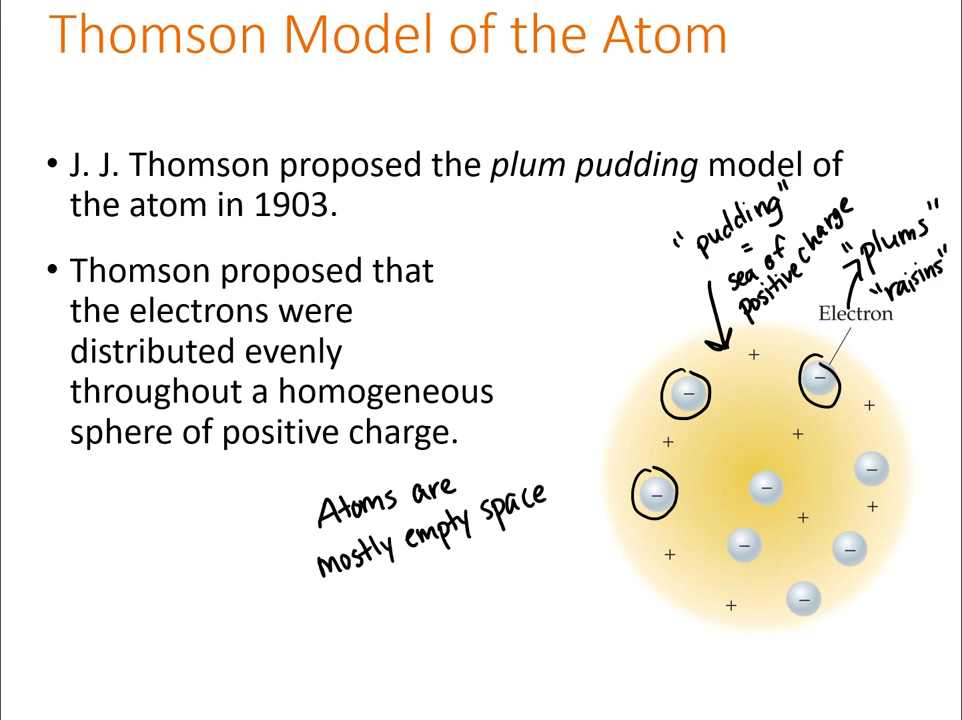 Thomson Model of the Atom
• J. J. Thomson proposed the plum pudding model of
the atom in 1903.
• Thomson proposed that
the electrons were
distributed evenly
throughout a homogeneous
sphere of positive charge.
"pudding"
=
sea of
positive charge
"plums"
"raisins"
Electron
Atoms are
mostly empty space
+
−
−
+
+
+
−
−
−
+
+
−
−
+
−
+